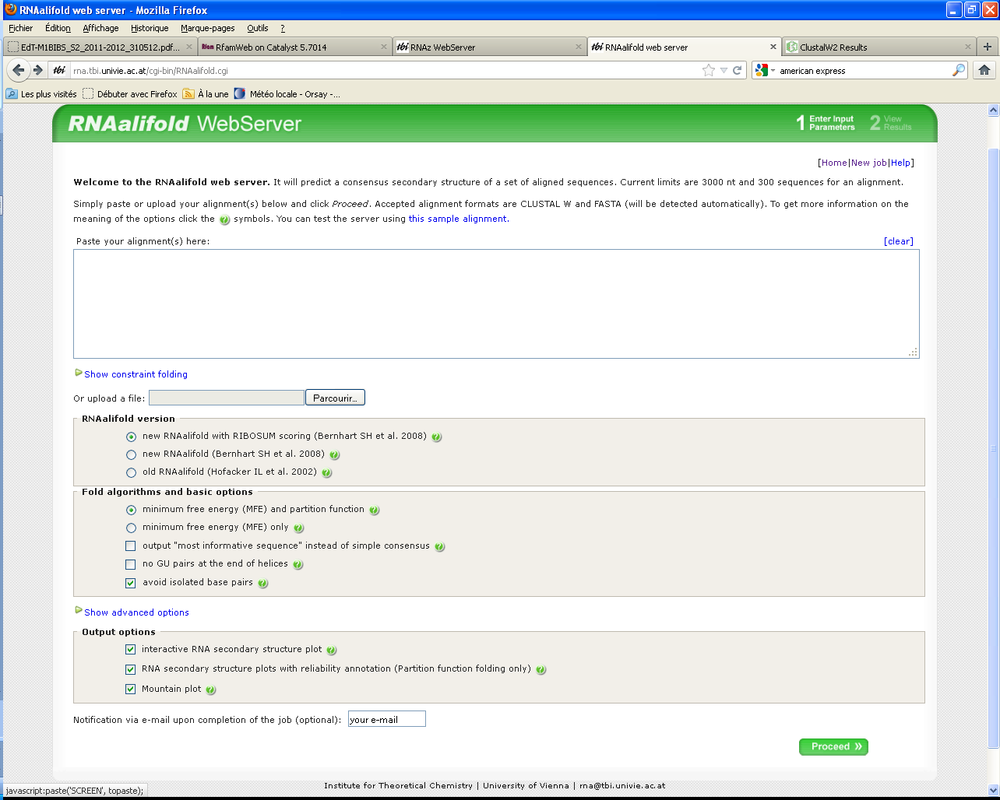 RNAalifold web server - Mozilla Firefox
Fichier Édition Affichage Historique Marque-pages Outils ?
EdT-M1BIBS_S2_2011-2012_310512.pdf... RfamWeb on Catalyst 5.7014 RNAz WebServer RNAalifold web server ClustalW2 Results
rna.tbi.univie.ac.at/cgi-bin/RNAalifold.cgi american express
Les plus visités Débuter avec Firefox À la une Météo locale - Orsay -...
RNAalifold WebServer 1 Enter Input Parameters 2 View Results
[Home|New job|Help]
Welcome to the RNAalifold web server. It will predict a consensus secondary structure of a set of aligned sequences. Current limits are 3000 nt and 300 sequences for an alignment.
Simply paste or upload your alignment(s) below and click Proceed. Accepted alignment formats are CLUSTAL W and FASTA (will be detected automatically). To get more information on the
meaning of the options click the ? symbols. You can test the server using this sample alignment.
Paste your alignment(s) here: [clear]
Show constraint folding
Or upload a file: Parcourir...
RNAalifold version
new RNAalifold with RIBOSUM scoring (Bernhart SH et al. 2008) ?
new RNAalifold (Bernhart SH et al. 2008) ?
old RNAalifold (Hofacker IL et al. 2002) ?
Fold algorithms and basic options
minimum free energy (MFE) and partition function ?
minimum free energy (MFE) only ?
output "most informative sequence" instead of simple consensus ?
no GU pairs at the end of helices ?
avoid isolated base pairs ?
Show advanced options
Output options
interactive RNA secondary structure plot ?
RNA secondary structure plots with reliability annotation (Partition function folding only) ?
Mountain plot ?
Notification via e-mail upon completion of the job (optional): your e-mail
Proceed »
Institute for Theoretical Chemistry | University of Vienna | rna@tbi.univie.ac.at
javascript:paste('SCREEN', topaste);